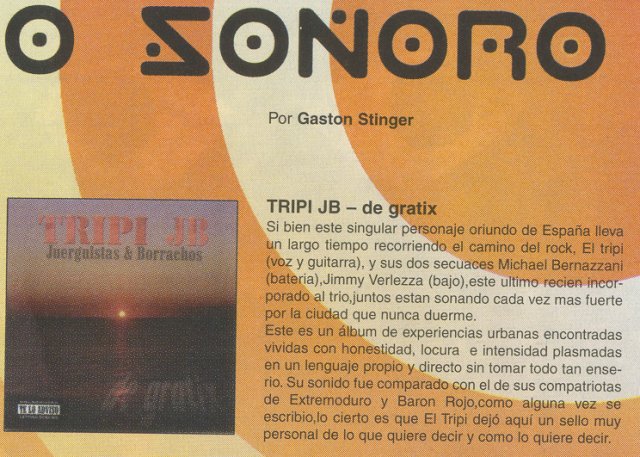 O SONORO
Por Gaston Stinger
TRIPI JB
Juerguistas & Borrachos
de gratix
TE LO ADVISO
TRIPI JB – de gratix
Si bien este singular personaje oriundo de España lleva
un largo tiempo recorriendo el camino del rock, El tripi
(voz y guitarra), y sus dos secuaces Michael Bernazzani
(bateria),Jimmy Verlezza (bajo),este ultimo recien incor-
porado al trio,juntos estan sonando cada vez mas fuerte
por la ciudad que nunca duerme.
Este es un álbum de experiencias urbanas encontradas
vividas con honestidad, locura e intensidad plasmadas
en un lenguaje propio y directo sin tomar todo tan ense-
rio. Su sonido fue comparado con el de sus compatriotas
de Extremoduro y Baron Rojo,como alguna vez se
escribio,lo cierto es que El Tripi dejó aquí un sello muy
personal de lo que quiere decir y como lo quiere decir.